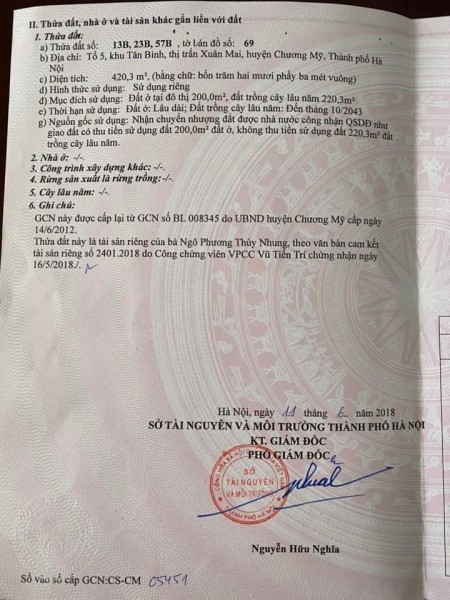 II. Thửa đất, nhà ở và tài sản khác gắn liền với đất
1. Thửa đất:
a) Thửa đất số: 13B, 23B, 57B, tờ bản đồ số: 69
b) Địa chỉ: Tổ 5, khu Tân Bình, thị trấn Xuân Mai, huyện Chương Mỹ, Thành phố Hà
Nội
c) Diện tích: 420,3 m², (bằng chữ: bốn trăm hai mươi phẩy ba mét vuông)
d) Hình thức sử dụng: Sử dụng riêng
đ) Mục đích sử dụng: Đất ở tại đô thị 200,0m², đất trồng cây lâu năm 220,3m²
e) Thời hạn sử dụng: Đất ở: Lâu dài; Đất trồng cây lâu năm: Đến tháng 10/2043
g) Nguồn gốc sử dụng: Nhận chuyển nhượng đất được nhà nước công nhận QSDĐ như
giao đất có thu tiền sử dụng đất 200,0m² đất ở, không thu tiền sử dụng đất 220,3m² đất
trồng cây lâu năm.
2. Nhà ở: -/-.
3. Công trình xây dựng khác: -/-.
4. Rừng sản xuất là rừng trồng: -/-.
5. Cây lâu năm: -/-.
6. Ghi chú:
GCN này được cấp lại từ GCN số BL 008345 do UBND huyện Chương Mỹ cấp ngày
14/6/2012.
Thửa đất này là tài sản riêng của bà Ngô Phương Thùy Nhung, theo văn bản cam kết
tài sản riêng số 2401.2018 do Công chứng viên VPCC Vũ Tiến Trí chứng nhận ngày
16/5/2018./.
Hà Nội, ngày 11 tháng 6 năm 2018
SỞ TÀI NGUYÊN VÀ MÔI TRƯỜNG THÀNH PHỐ HÀ NỘI
KT. GIÁM ĐỐC
PHÓ GIÁM ĐỐC
SỞ
TÀI NGUYÊN
VÀ MÔI TRƯỜNG
Nguyễn Hữu Nghĩa
Số vào sổ cấp GCN:CS-CM 05451